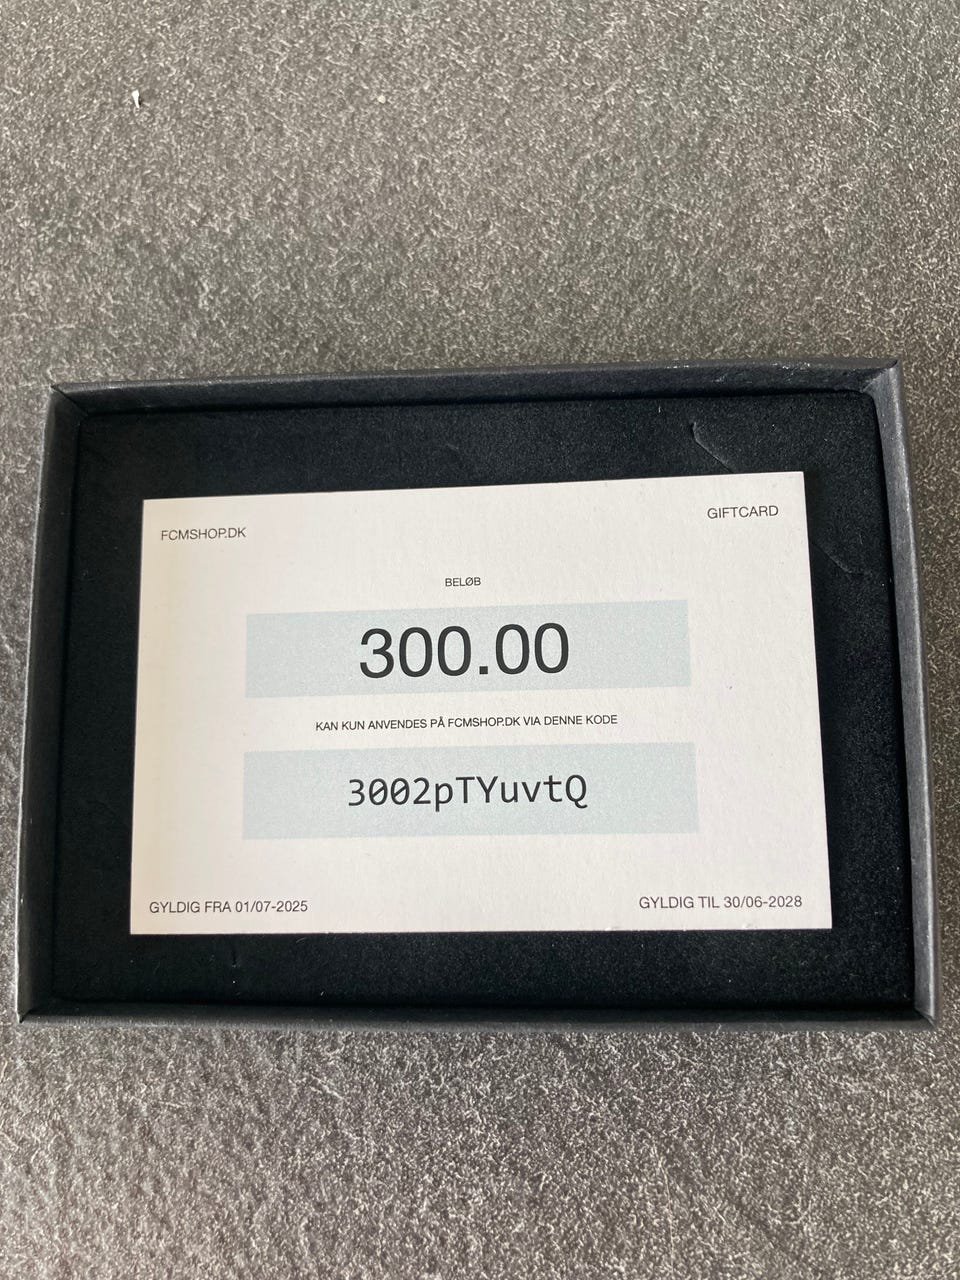 FCMSHOP.DK
GIFTCARD
BELØB
300.00
KAN KUN ANVENDES PÅ FCMSHOP.DK VIA DENNE KODE
3002pTYuvtQ
GYLDIG FRA 01/07-2025
GYLDIG TIL 30/06-2028